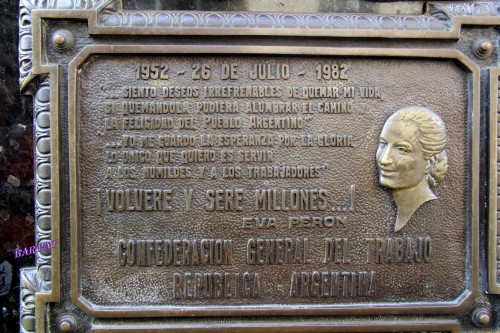 1952 - 26 DE JULIO - 1982
"...SIENTO DESEOS IRREFRENABLES DE QUEMAR MI VIDA
SI QUEMANDOLA PUDIERA ALUMBRAR EL CAMINO Y
LA FELICIDAD DEL PUEBLO ARGENTINO"
"...YO ME GUARDO LA ESPERANZA POR LA GLORIA
LO UNICO QUE QUIERO ES SERVIR
A LOS HUMILDES Y A LOS TRABAJADORES"
¡VOLVERE Y SERE MILLONES...!
EVA PERON
CONFEDERACION GENERAL DEL TRABAJO
REPUBLICA ARGENTINA